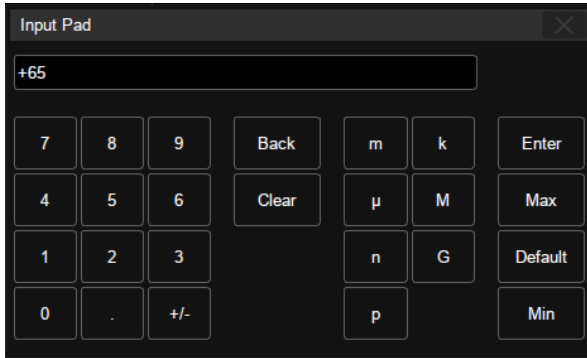 Input Pad
+65
7 8 9 Back m k Enter
4 5 6 Clear µ M Max
1 2 3 n G Default
0 . +/- p Min